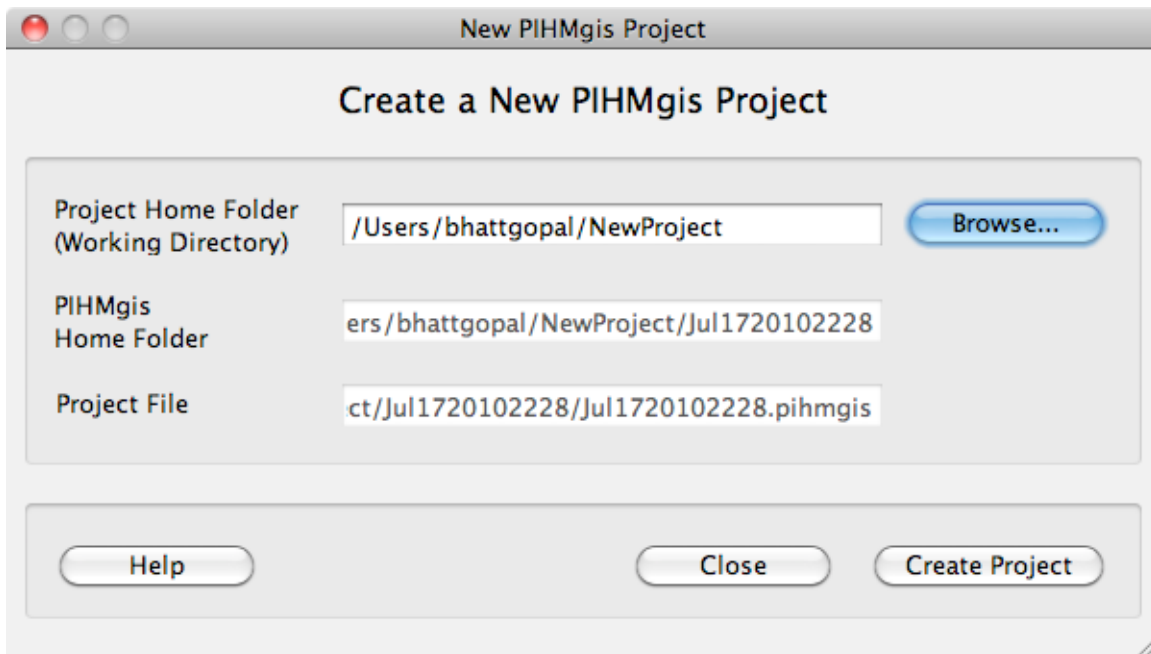 New PIHMgis Project
Create a New PIHMgis Project
Project Home Folder
(Working Directory)
/Users/bhattgopal/NewProject
Browse...
PIHMgis
Home Folder
ers/bhattgopal/NewProject/Jul1720102228
Project File
ct/Jul1720102228/Jul1720102228.pihmgis
Help
Close
Create Project